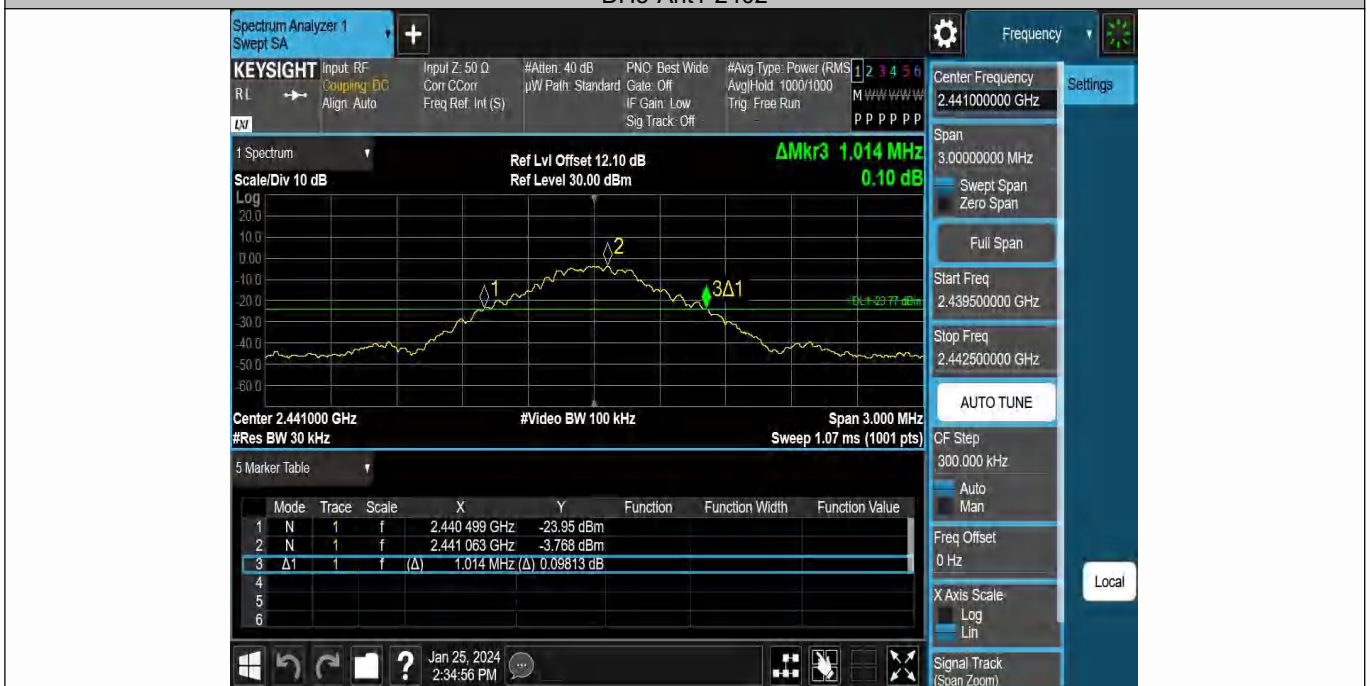 Spectrum Analyzer 1
Swept SA
+
Frequency
KEYSIGHT
RL
LXI
Input: RF
Coupling: DC
Align: Auto
Input Z: 50 Ω
Corr CCorr
Freq Ref: Int (S)
#Atten: 40 dB
µW Path: Standard
PNO: Best Wide
Gate: Off
IF Gain: Low
Sig Track: Off
#Avg Type: Power (RMS
Avg|Hold: 1000/1000
Trig: Free Run
1 2 3 4 5 6
M W W W W W
P P P P P P
1 Spectrum
Scale/Div 10 dB
Ref Lvl Offset 12.10 dB
Ref Level 30.00 dBm
ΔMkr3 1.014 MHz
0.10 dB
Log
20.0
10.0
0.00
-10.0
-20.0
-30.0
-40.0
-50.0
-60.0
1
2
3Δ1
DL1 -23.77 dBm
Center 2.441000 GHz
#Video BW 100 kHz
Span 3.000 MHz
#Res BW 30 kHz
Sweep 1.07 ms (1001 pts)
5 Marker Table
Mode Trace Scale X Y Function Function Width Function Value
1 N 1 f 2.440 499 GHz -23.95 dBm
2 N 1 f 2.441 063 GHz -3.768 dBm
3 Δ1 1 f (Δ) 1.014 MHz (Δ) 0.09813 dB
4
5
6
?
Jan 25, 2024
2:34:56 PM
Center Frequency
2.441000000 GHz
Settings
Span
3.00000000 MHz
Swept Span
Zero Span
Full Span
Start Freq
2.439500000 GHz
Stop Freq
2.442500000 GHz
AUTO TUNE
CF Step
300.000 kHz
Auto
Man
Freq Offset
0 Hz
X Axis Scale
Log
Lin
Local
Signal Track
(Span Zoom)